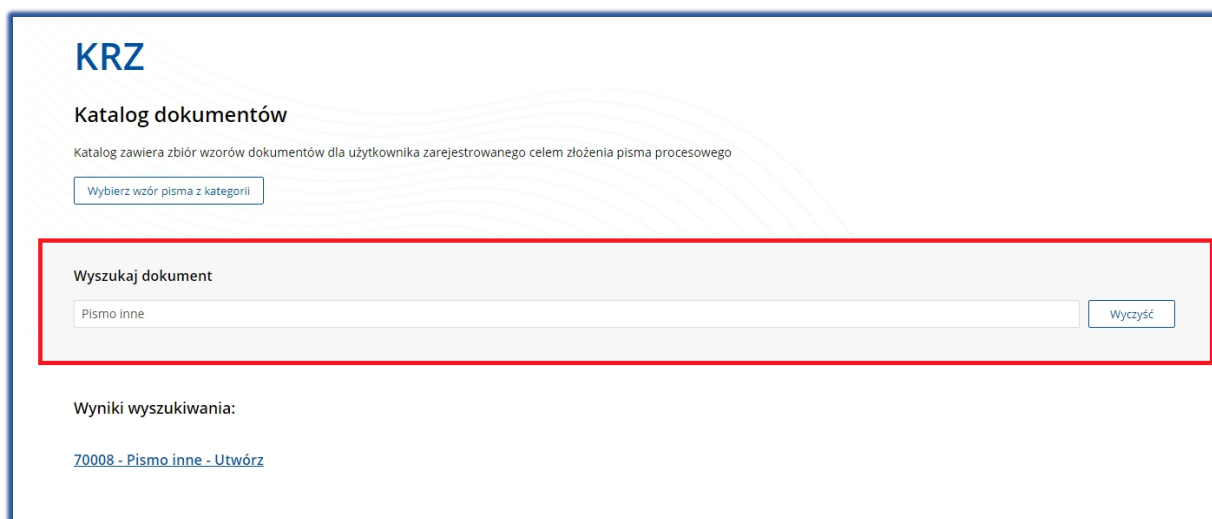 KRZ
Katalog dokumentów
Katalog zawiera zbiór wzorów dokumentów dla użytkownika zarejestrowanego celem złożenia pisma procesowego
Wybierz wzór pisma z kategorii
Wyszukaj dokument
Pismo inne
Wyczyść
Wyniki wyszukiwania:
70008 - Pismo inne - Utwórz